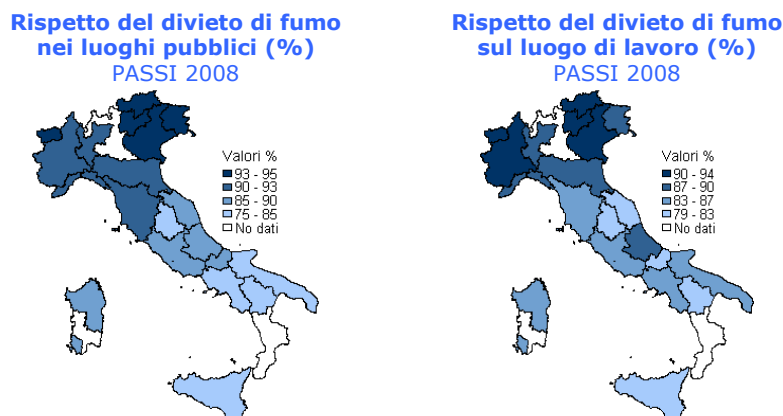 Rispetto del divieto di fumo
nei luoghi pubblici (%)
PASSI 2008
Valori %
93 - 95
90 - 93
85 - 90
75 - 85
No dati
Rispetto del divieto di fumo
sul luogo di lavoro (%)
PASSI 2008
Valori %
90 - 94
87 - 90
83 - 87
79 - 83
No dati